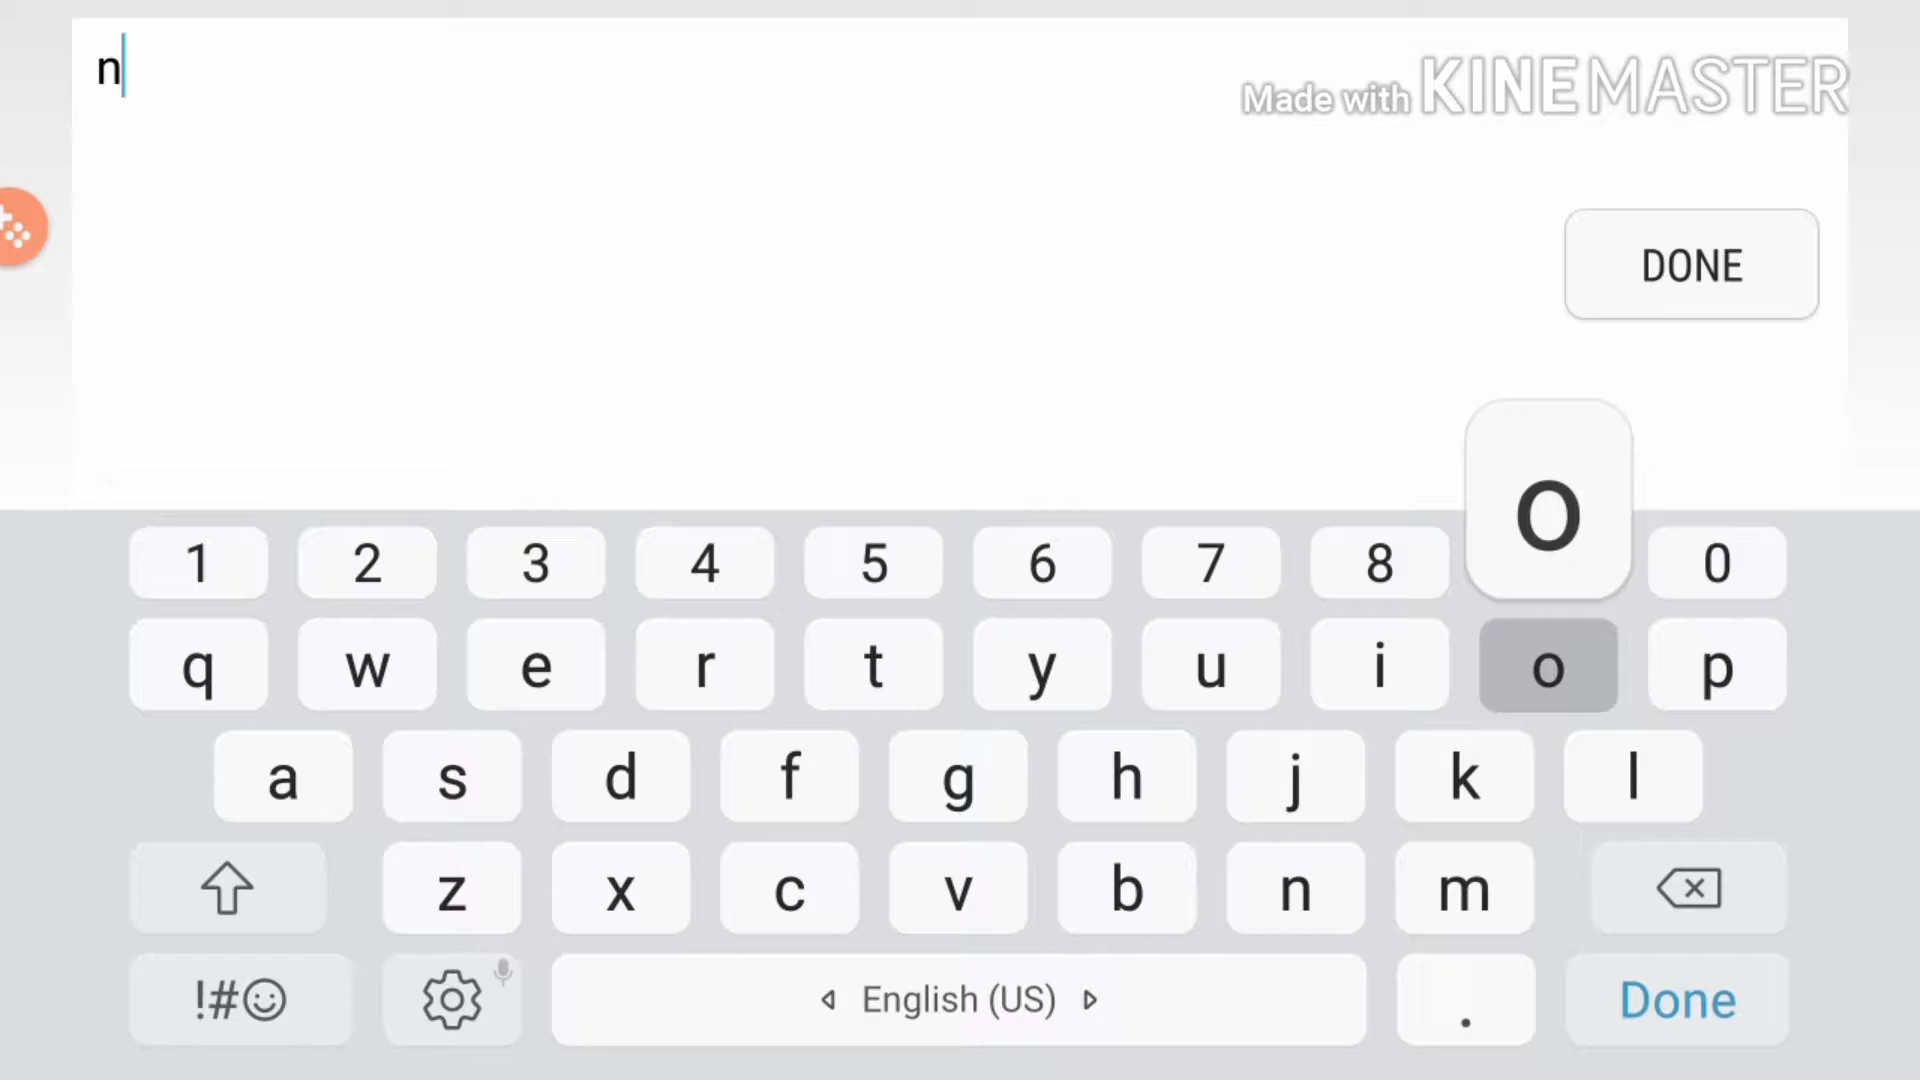 n
Made with KINEMASTER
DONE
o
1 2 3 4 5 6 7 8 0
q w e r t y u i o p
a s d f g h j k l
z x c v b n m
!#☺ English (US) . Done